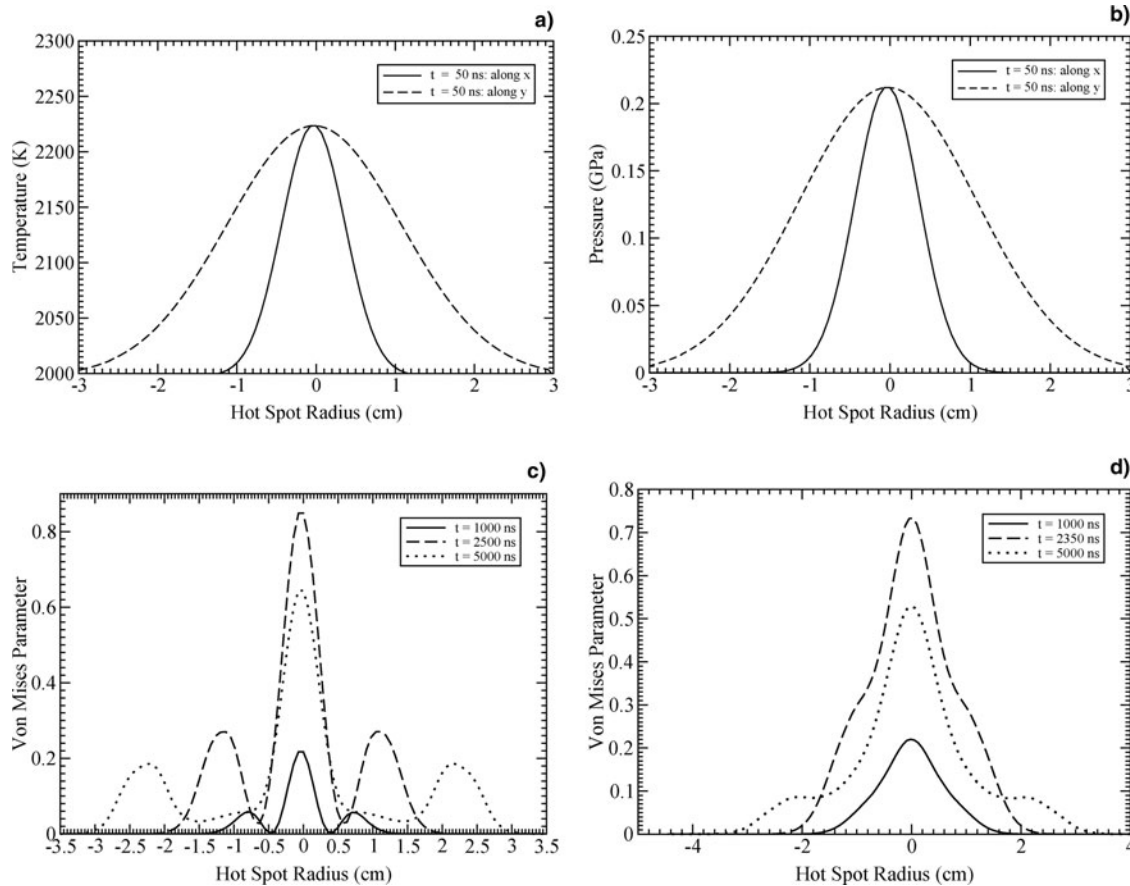 a)
2300
2250
2200
2150
2100
2050
2000
Temperature (K)
t = 50 ns: along x
t = 50 ns: along y
-3 -2 -1 0 1 2 3
Hot Spot Radius (cm)
b)
0.25
0.2
0.15
0.1
0.05
0
Pressure (GPa)
t = 50 ns: along x
t = 50 ns: along y
-3 -2 -1 0 1 2 3
Hot Spot Radius (cm)
c)
0.8
0.6
0.4
0.2
0
Von Mises Parameter
t = 1000 ns
t = 2500 ns
t = 5000 ns
-3.5 -3 -2.5 -2 -1.5 -1 -0.5 0 0.5 1 1.5 2 2.5 3 3.5
Hot Spot Radius (cm)
d)
0.8
0.7
0.6
0.5
0.4
0.3
0.2
0.1
0
Von Mises Parameter
t = 1000 ns
t = 2350 ns
t = 5000 ns
-4 -2 0 2 4
Hot Spot Radius (cm)